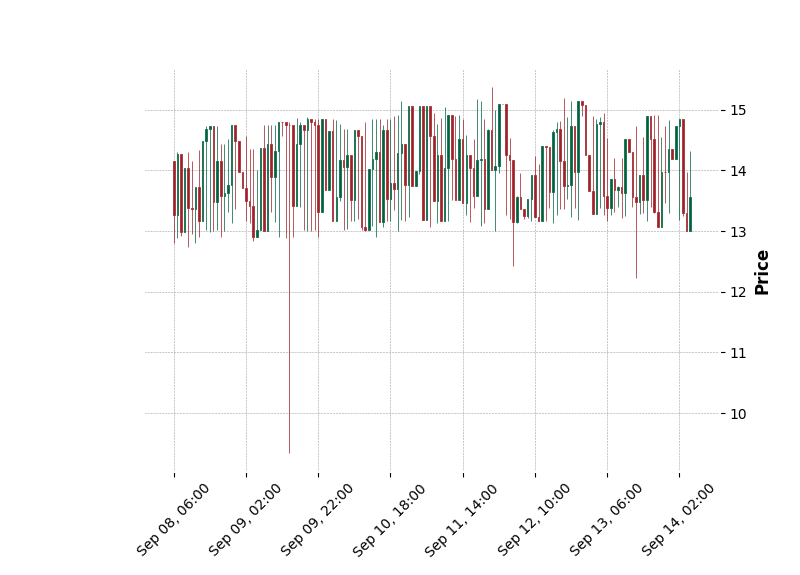 15
14
13
12
11
10
Price
Sep 08, 06:00
Sep 09, 02:00
Sep 09, 22:00
Sep 10, 18:00
Sep 11, 14:00
Sep 12, 10:00
Sep 13, 06:00
Sep 14, 02:00